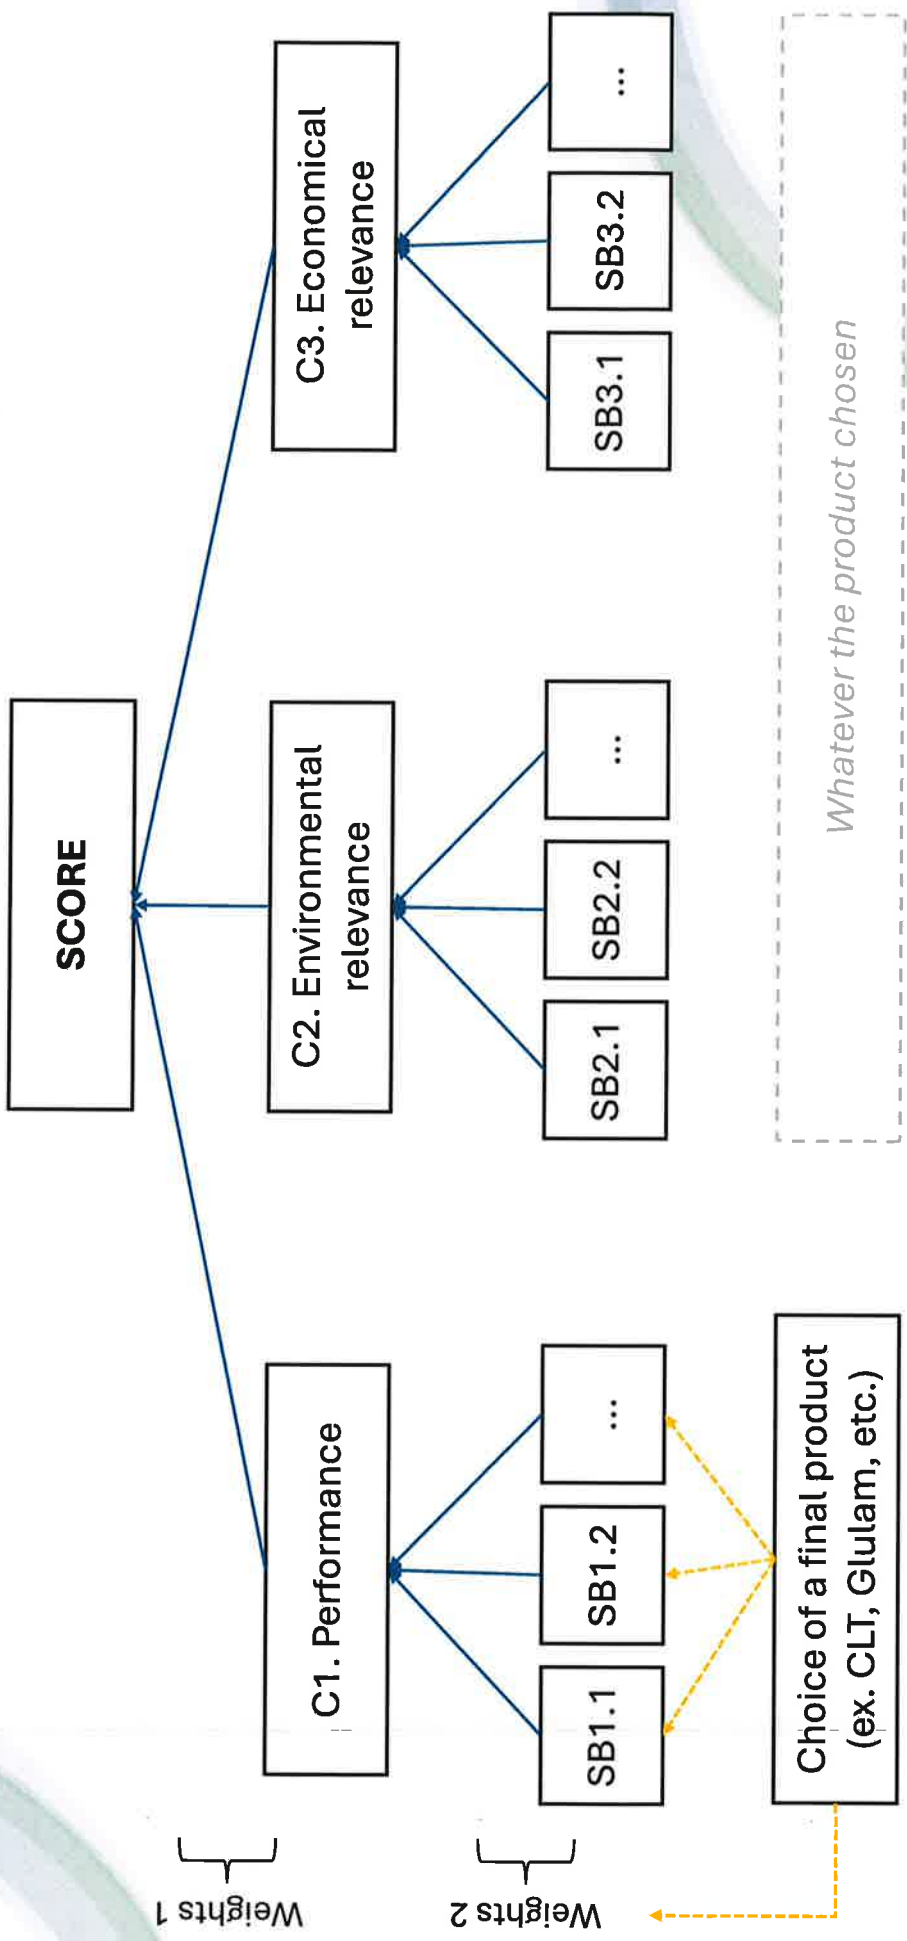 SCORE
Weights 1
C1. Performance
C2. Environmental
relevance
C3. Economical
relevance
Weights 2
SB1.1
SB1.2
...
SB2.1
SB2.2
...
SB3.1
SB3.2
...
Choice of a final product
(ex. CLT, Glulam, etc.)
Whatever the product chosen